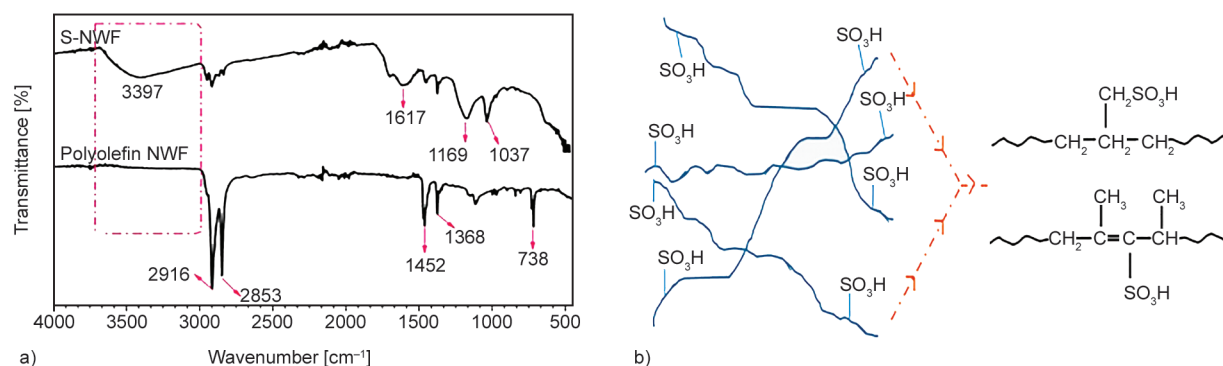 S-NWF
3397
1617
1169
1037
Polyolefin NWF
2916
2853
1452
1368
738
Transmittance [%]
4000 3500 3000 2500 2000 1500 1000 500
Wavenumber [cm⁻¹]
a)
SO₃H
SO₃H
SO₃H
SO₃H
SO₃H
SO₃H
SO₃H
SO₃H
b)
CH₂SO₃H
CH₂ CH₂ CH₂
CH₃ CH₃
CH₂ C=C CH
SO₃H